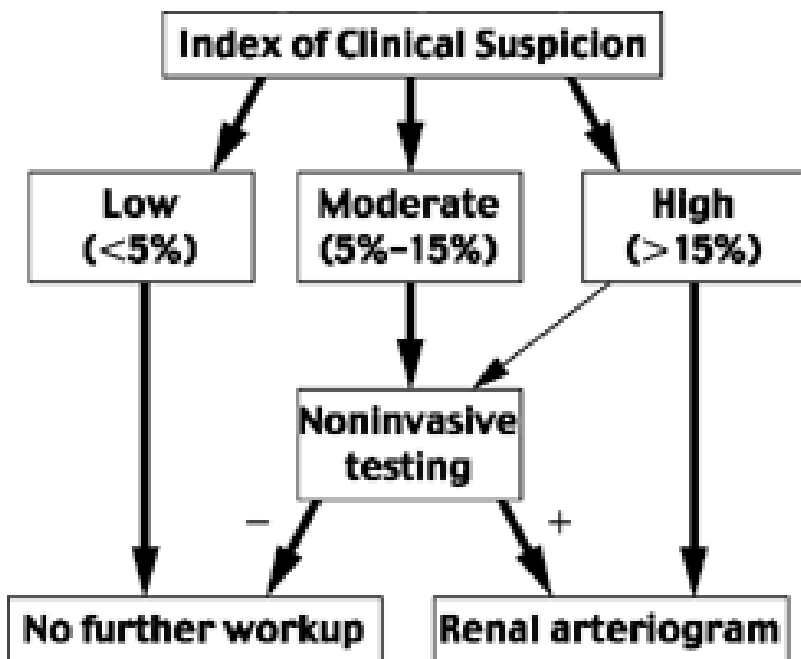 Index of Clinical Suspicion
Low
(<5%)
Moderate
(5%-15%)
High
(>15%)
Noninvasive
testing
−
+
No further workup
Renal arteriogram